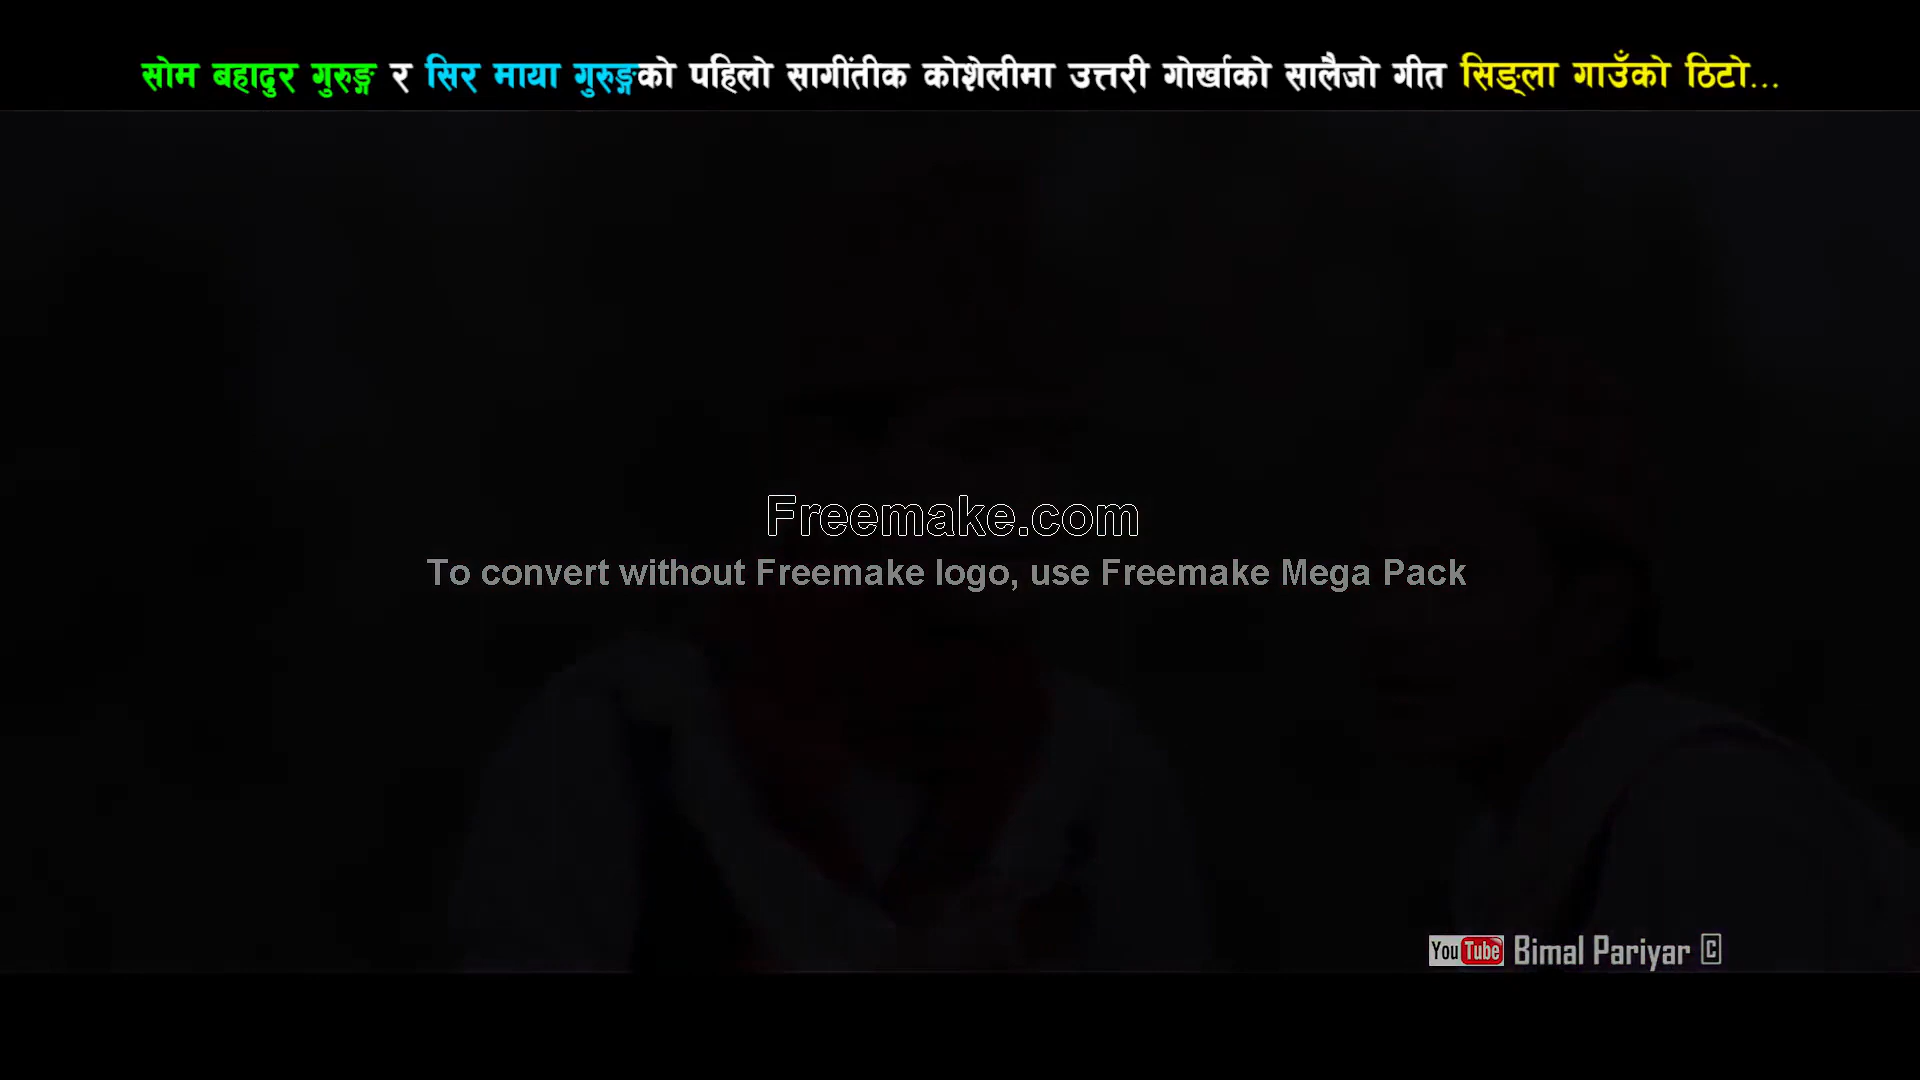 सोम बहादुर गुरुङ्ग र सिर माया गुरुङ्गको पहिलो सागींतीक कोशेलीमा उत्तरी गोर्खाको सालैजो गीत सिङ्ला गाउँको ठिटो...
Freemake.com
To convert without Freemake logo, use Freemake Mega Pack
YouTube Bimal Pariyar ©